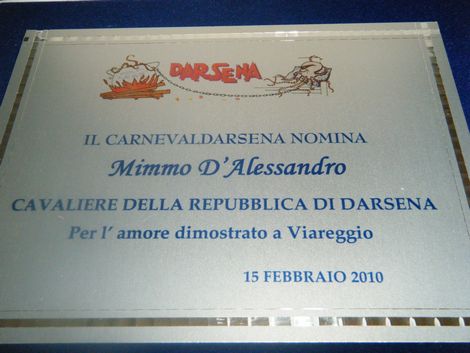 DARSENA
IL CARNEVALDARSENA NOMINA
Mimmo D'Alessandro
CAVALIERE DELLA REPUBBLICA DI DARSENA
Per l' amore dimostrato a Viareggio
15 FEBBRAIO 2010